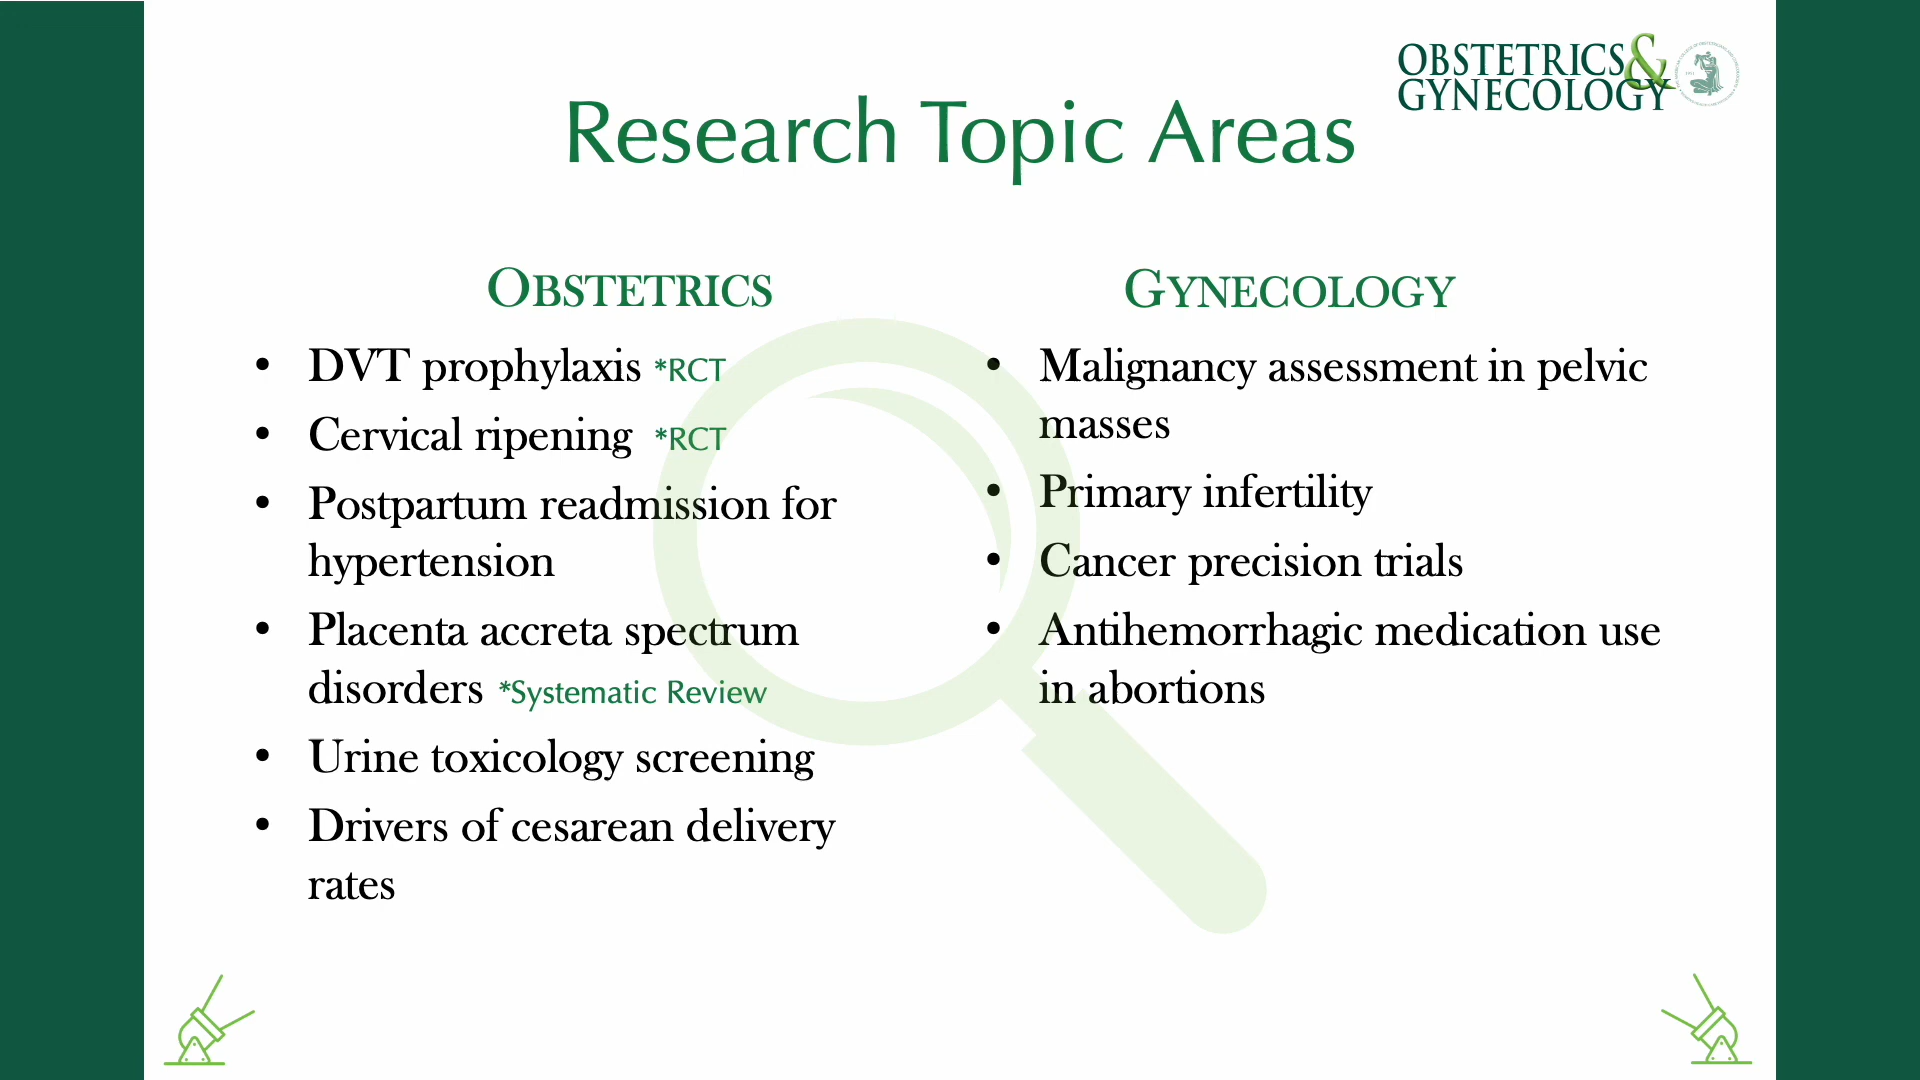 OBSTETRICS&
GYNECOLOGY
Research Topic Areas
OBSTETRICS
• DVT prophylaxis *RCT
• Cervical ripening *RCT
• Postpartum readmission for
hypertension
• Placenta accreta spectrum
disorders *Systematic Review
• Urine toxicology screening
• Drivers of cesarean delivery
rates
GYNECOLOGY
• Malignancy assessment in pelvic
masses
• Primary infertility
• Cancer precision trials
• Antihemorrhagic medication use
in abortions